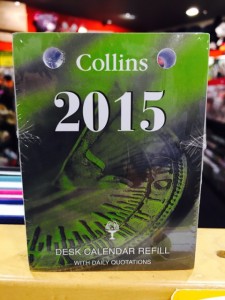 Collins
2015
DESK CALENDAR REFILL
WITH DAILY QUOTATIONS